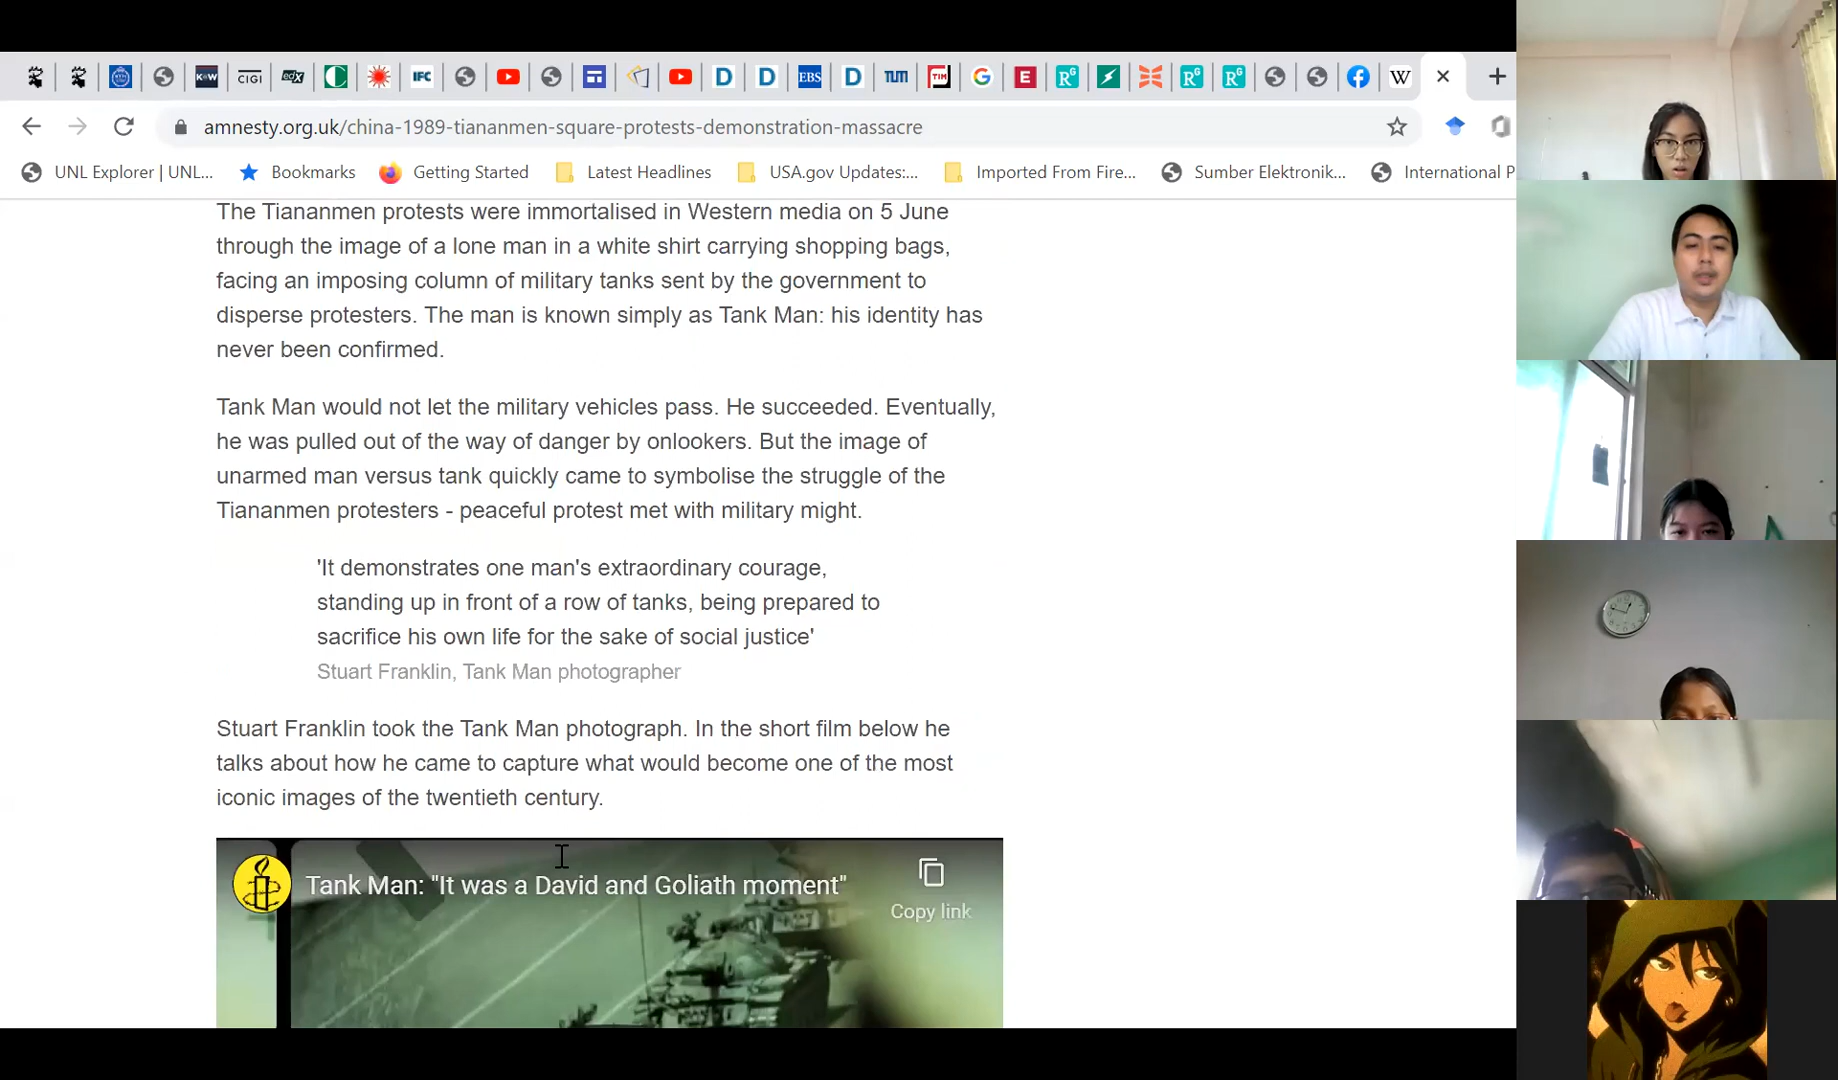 KW
CIGI
edX
IFC
D
D
EBS
D
TUM
TIM
G
E
RG
RG
RG
W
amnesty.org.uk/china-1989-tiananmen-square-protests-demonstration-massacre
UNL Explorer | UNL...
Bookmarks
Getting Started
Latest Headlines
USA.gov Updates:...
Imported From Fire...
Sumber Elektronik...
International P
The Tiananmen protests were immortalised in Western media on 5 June
through the image of a lone man in a white shirt carrying shopping bags,
facing an imposing column of military tanks sent by the government to
disperse protesters. The man is known simply as Tank Man: his identity has
never been confirmed.
Tank Man would not let the military vehicles pass. He succeeded. Eventually,
he was pulled out of the way of danger by onlookers. But the image of
unarmed man versus tank quickly came to symbolise the struggle of the
Tiananmen protesters - peaceful protest met with military might.
'It demonstrates one man's extraordinary courage,
standing up in front of a row of tanks, being prepared to
sacrifice his own life for the sake of social justice'
Stuart Franklin, Tank Man photographer
Stuart Franklin took the Tank Man photograph. In the short film below he
talks about how he came to capture what would become one of the most
iconic images of the twentieth century.
Tank Man: "It was a David and Goliath moment"
Copy link